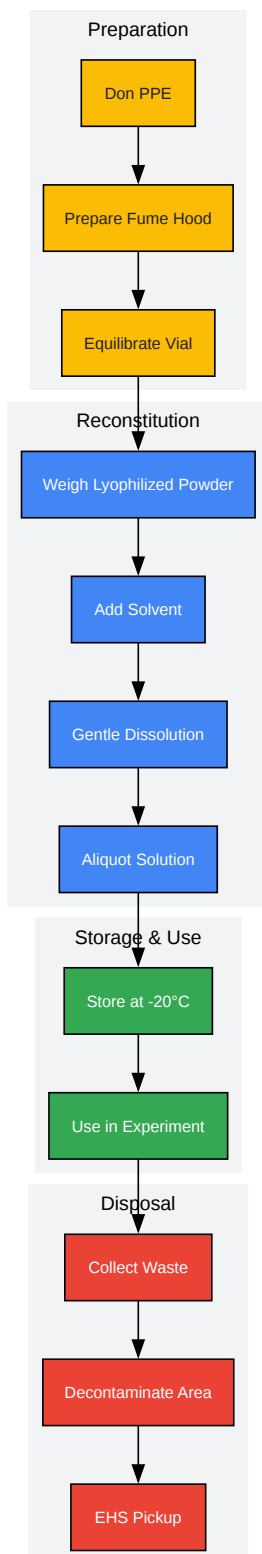 Preparation
Don PPE
Prepare Fume Hood
Equilibrate Vial
Reconstitution
Weigh Lyophilized Powder
Add Solvent
Gentle Dissolution
Aliquot Solution
Storage & Use
Store at -20°C
Use in Experiment
Disposal
Collect Waste
Decontaminate Area
EHS Pickup